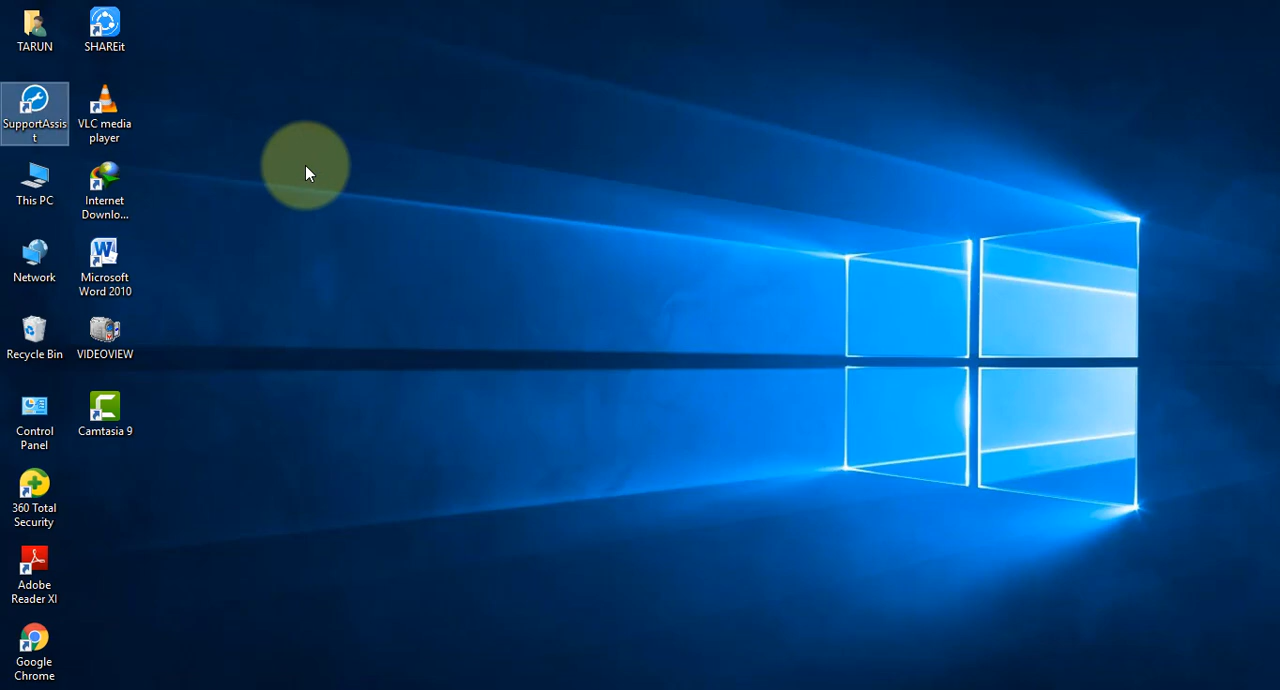 TARUN
SHAREit
SupportAssis
t
VLC media
player
This PC
Internet
Downlo...
Network
Microsoft
Word 2010
Recycle Bin
VIDEOVIEW
Control
Panel
Camtasia 9
360 Total
Security
Adobe
Reader XI
Google
Chrome